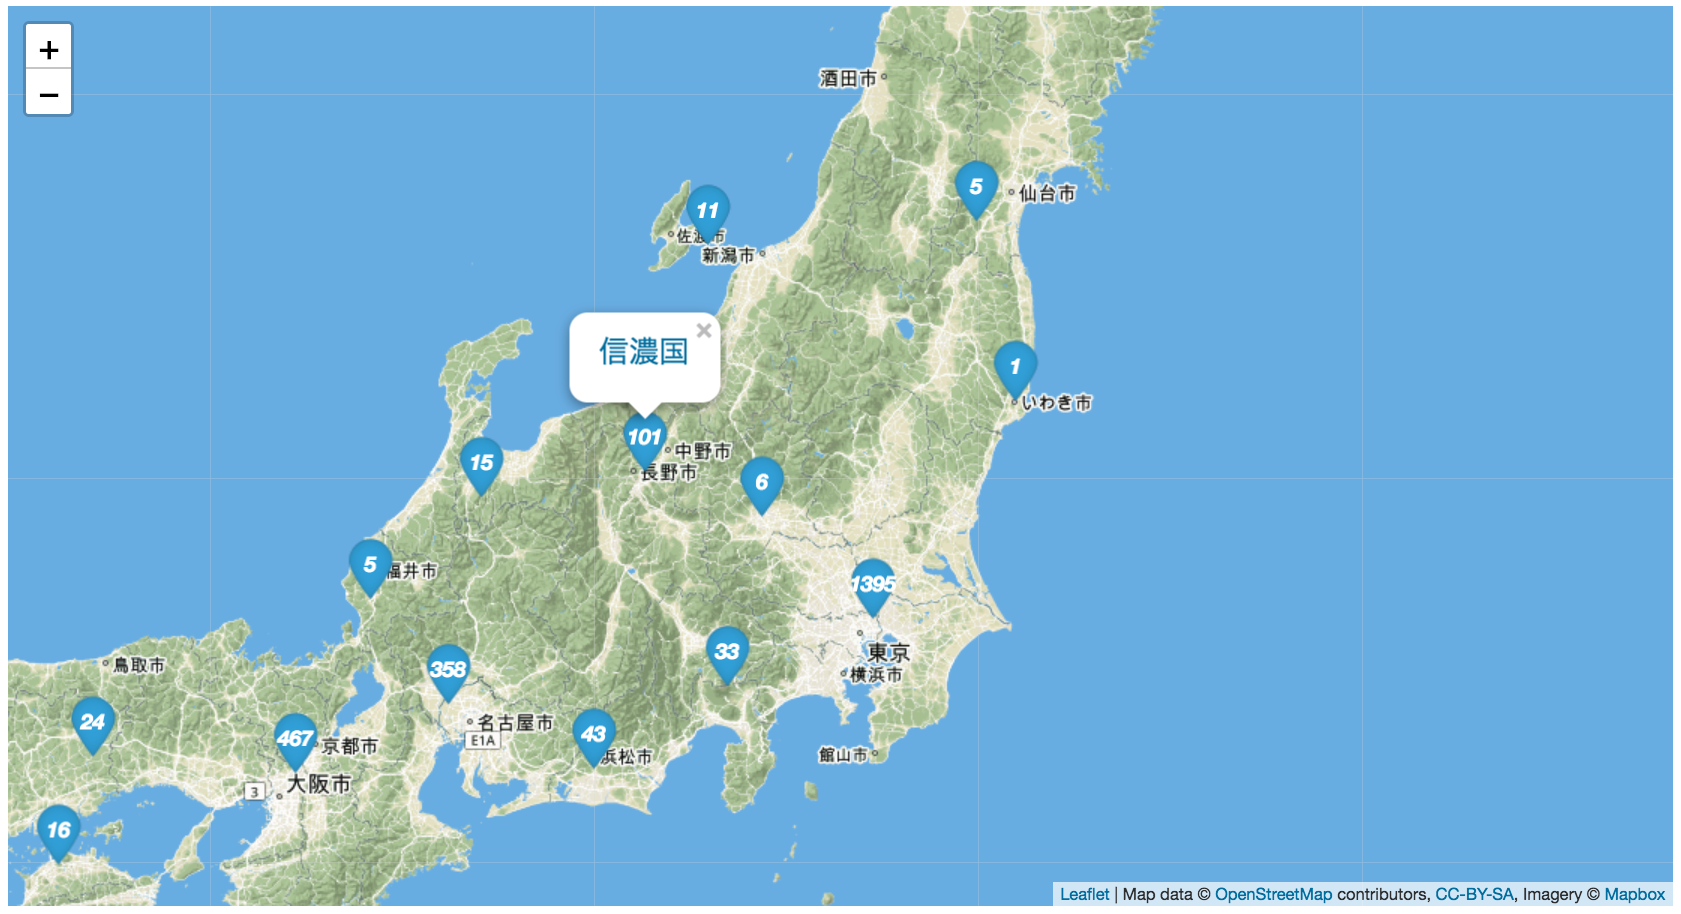 +
−
酒田市
5
仙台市
11
佐渡市
新潟市
×
信濃国
1
いわき市
101
中野市
長野市
15
6
5
福井市
1395
東京
横浜市
33
358
鳥取市
24
名古屋市
E1A
43
浜松市
467
京都市
大阪市
3
館山市
16
Leaflet | Map data © OpenStreetMap contributors, CC-BY-SA, Imagery © Mapbox